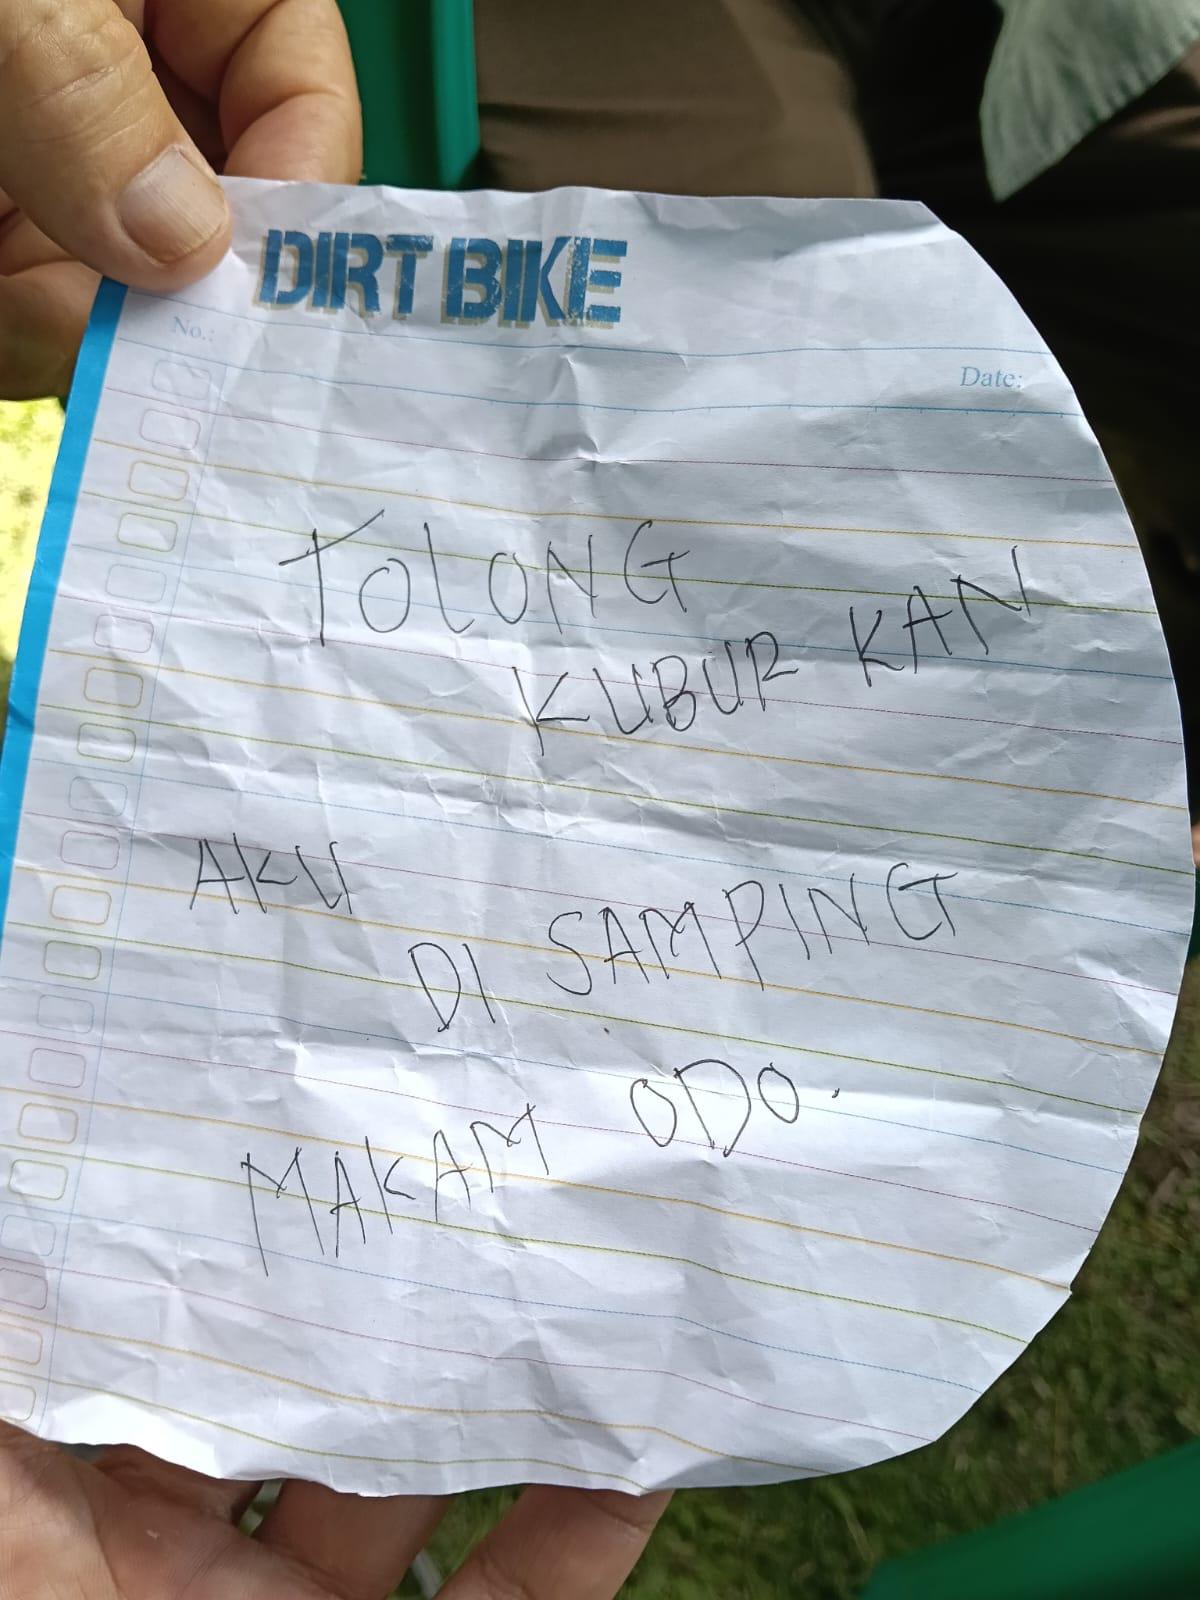 DIRT BIKE
No.:
Date:
TOLONG
KUBUR KAN
AKU
DI SAMPING
MAKAM ODO.